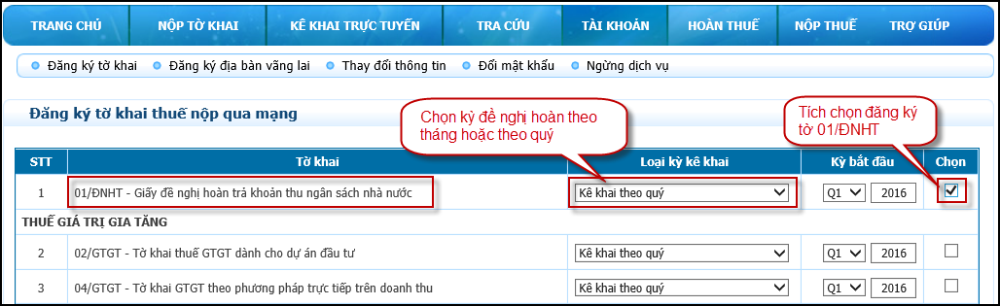 TRANG CHỦ NỘP TỜ KHAI KÊ KHAI TRỰC TUYẾN TRA CỨU TÀI KHOẢN HOÀN THUẾ NỘP THUẾ TRỢ GIÚP
Đăng ký tờ khai Đăng ký địa bàn vãng lai Thay đổi thông tin Đổi mật khẩu Ngừng dịch vụ
Đăng ký tờ khai thuế nộp qua mạng
Chọn kỳ đề nghị hoàn theo
tháng hoặc theo quý
Tích chọn đăng ký
tờ 01/ĐNHT
STT Tờ khai Loại kỳ kê khai Kỳ bắt đầu Chọn
1 01/ĐNHT - Giấy đề nghị hoàn trả khoản thu ngân sách nhà nước Kê khai theo quý Q1 2016
THUẾ GIÁ TRỊ GIA TĂNG
2 02/GTGT - Tờ khai thuế GTGT dành cho dự án đầu tư Kê khai theo quý Q1 2016
3 04/GTGT - Tờ khai GTGT theo phương pháp trực tiếp trên doanh thu Kê khai theo quý Q1 2016